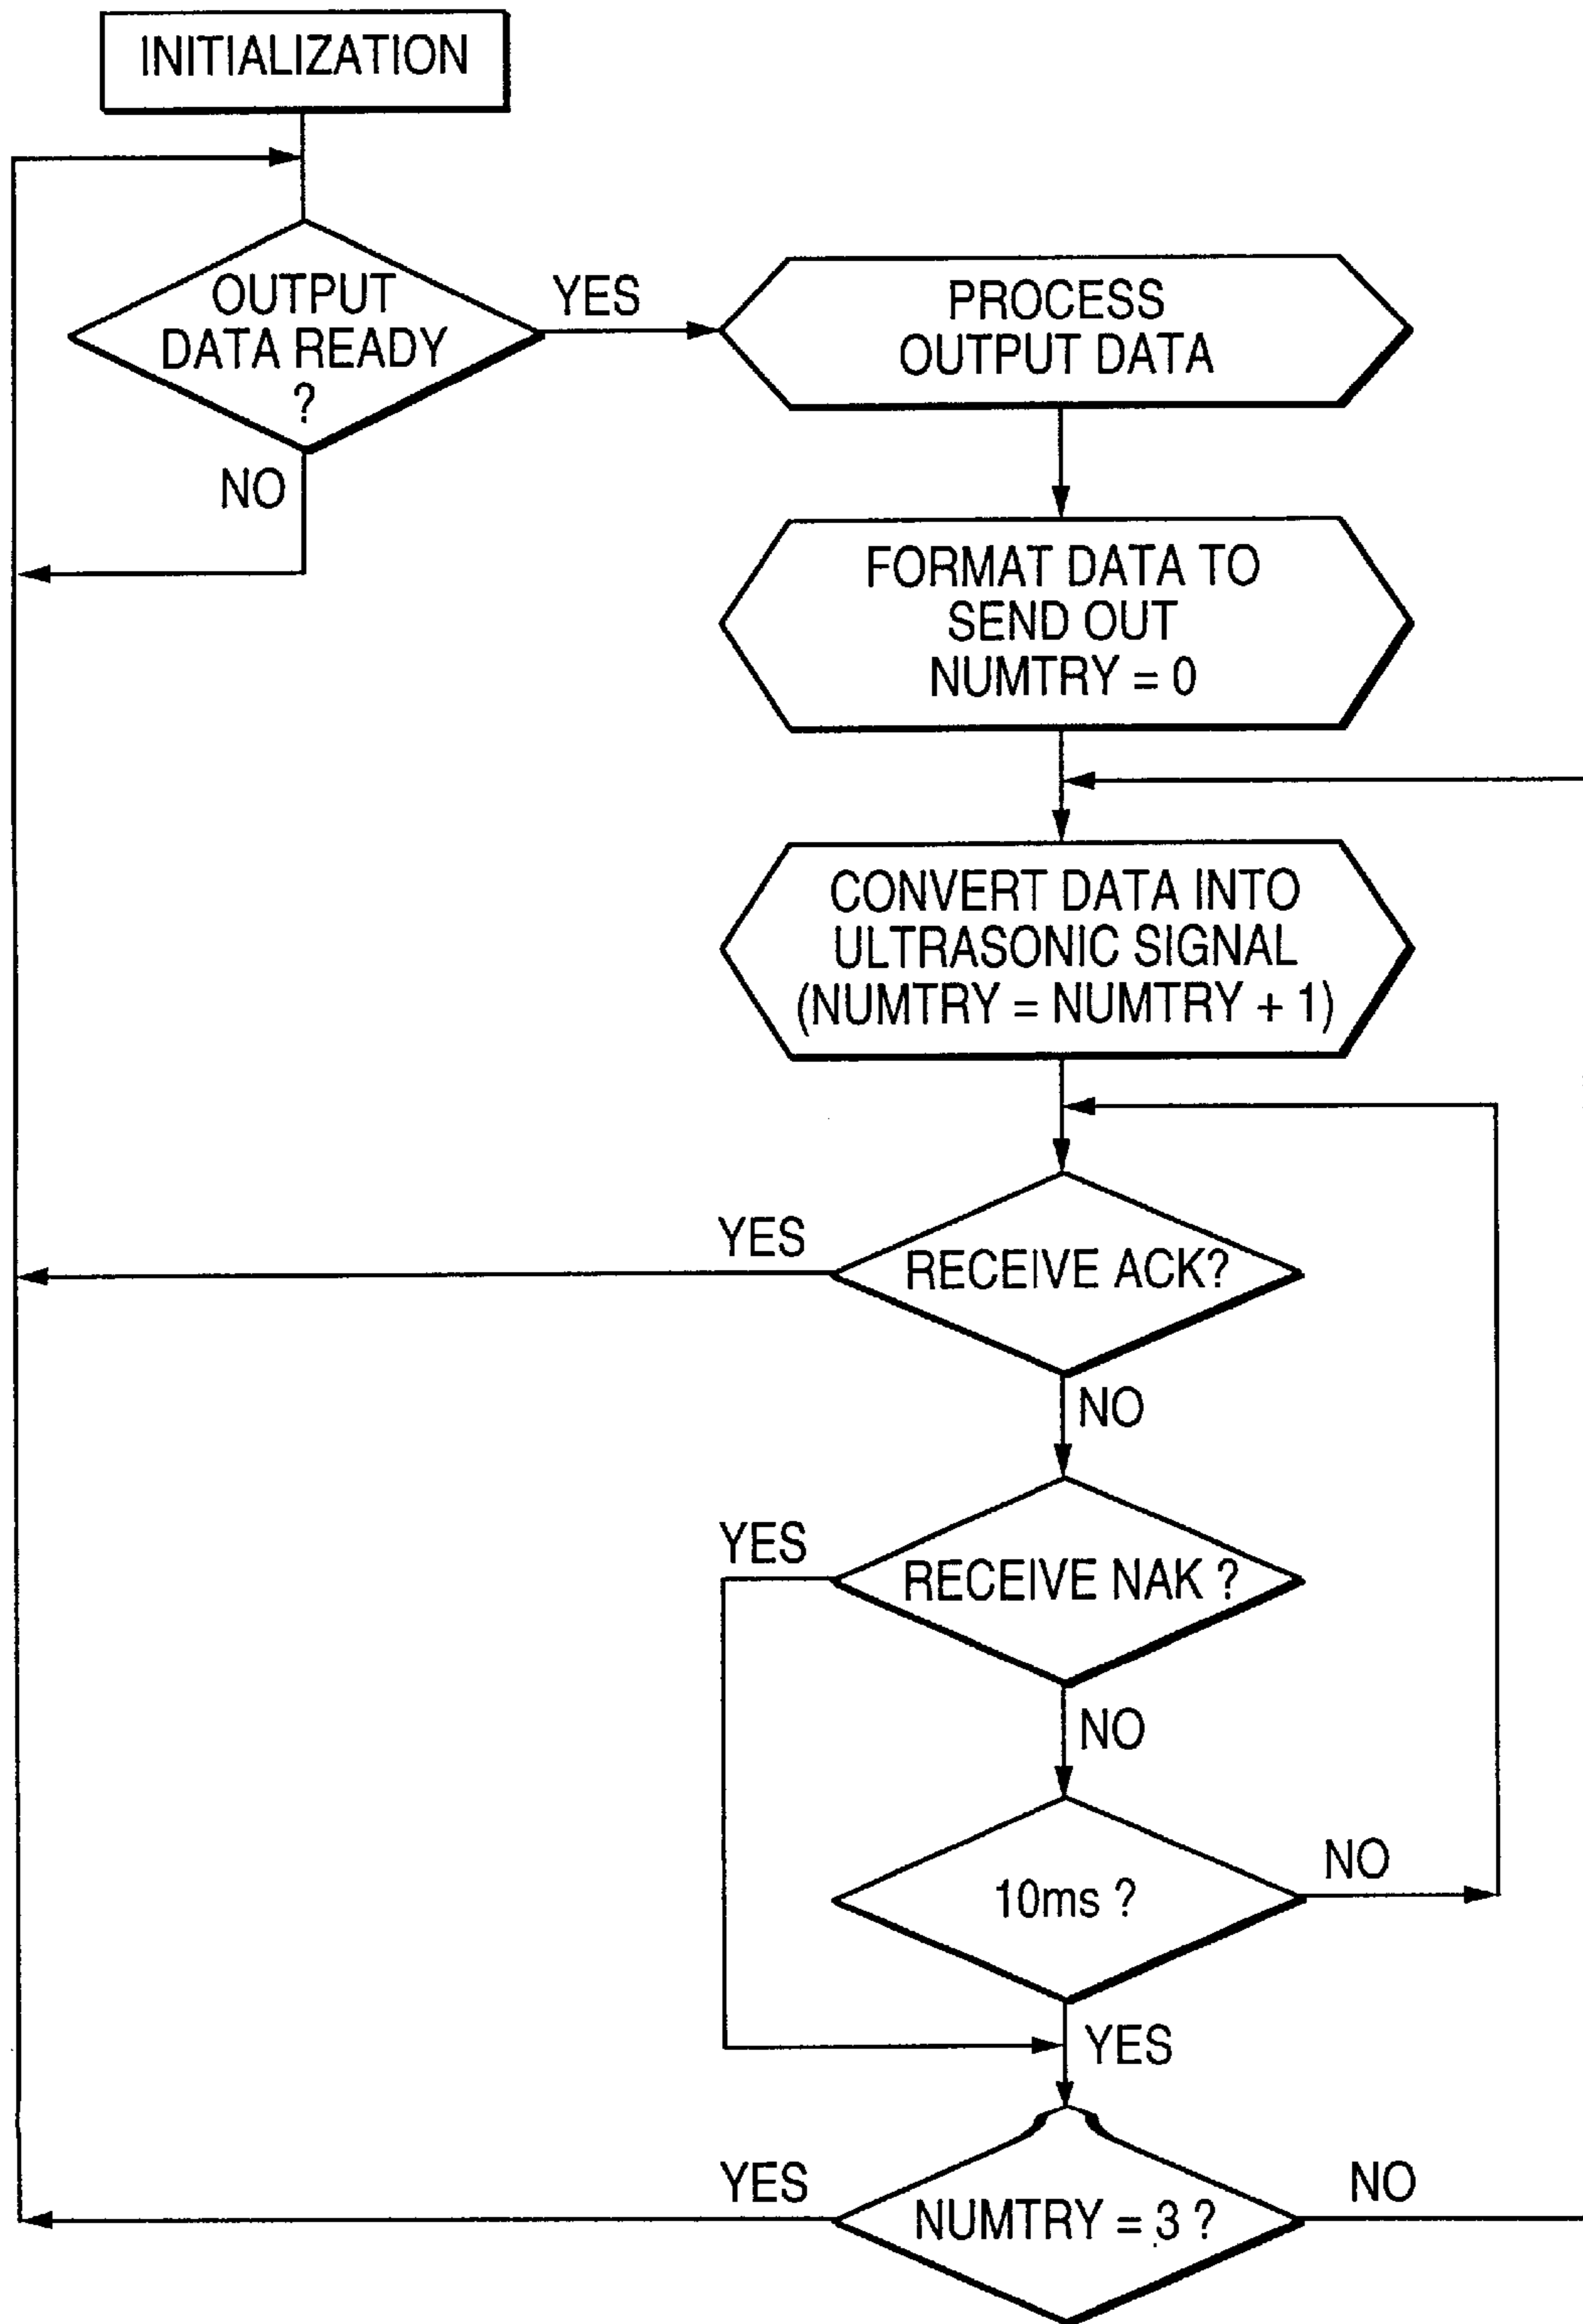 INITIALIZATION
OUTPUT
DATA READY
?
YES
NO
PROCESS
OUTPUT DATA
FORMAT DATA TO
SEND OUT
NUMTRY = 0
CONVERT DATA INTO
ULTRASONIC SIGNAL
(NUMTRY = NUMTRY + 1)
YES
RECEIVE ACK?
NO
YES
RECEIVE NAK ?
NO
10ms ?
NO
YES
YES
NUMTRY = 3 ?
NO